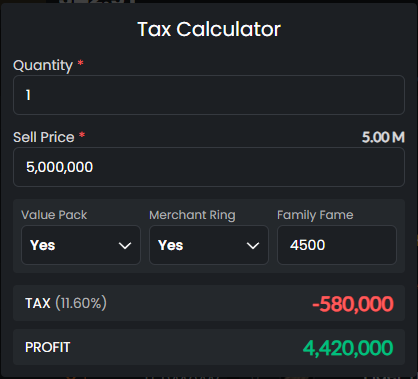 Tax Calculator
Quantity *
1
Sell Price * 5.00 M
5,000,000
Value Pack Merchant Ring Family Fame
Yes Yes 4500
TAX (11.60%) -580,000
PROFIT 4,420,000